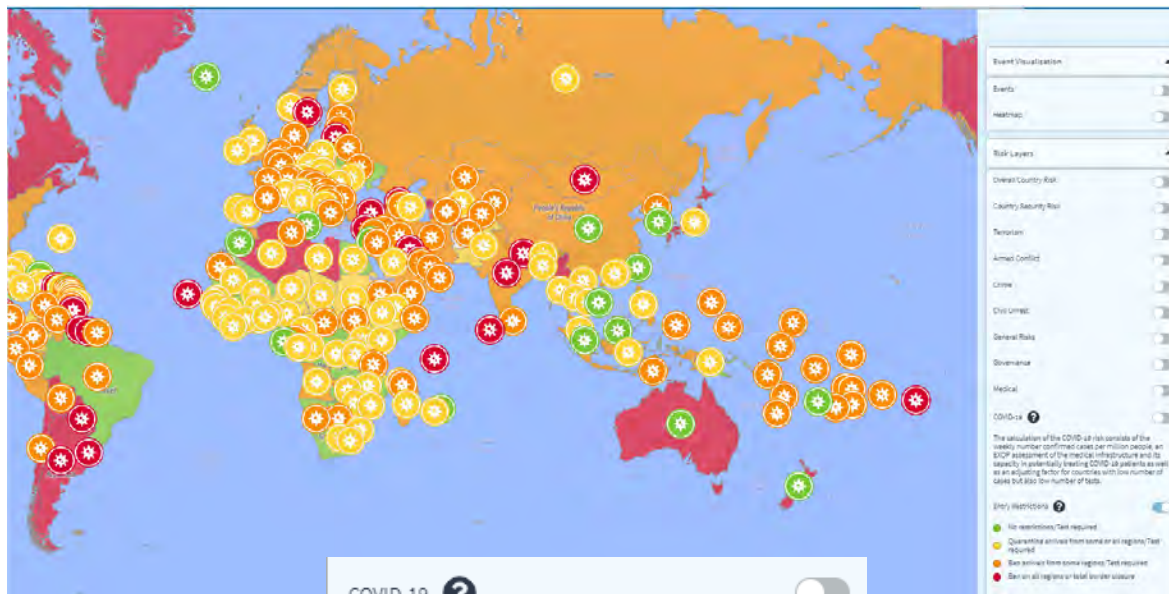 Event Visualisation
Events
Heatmap
Risk Layers
Overall Country Risk
Country Security Risk
Terrorism
Armed Conflict
Crime
Civil Unrest
General Risks
Governance
Medical
COVID-19 ?
The calculation of the COVID-19 risk consists of the
weekly number confirmed cases per million people, an
EXOP assessment of the medical infrastructure and its
capacity in potentially treating COVID-19 patients as well
as an adjusting factor for countries with low number of
cases but also low number of tests.
Entry Restrictions ?
No restrictions/Test required
Quarantine arrivals from some or all regions/Test
required
Ban arrivals from some regions/Test required
Ban on all regions or total border closure
People's Republic
of China
COVID-19 ?